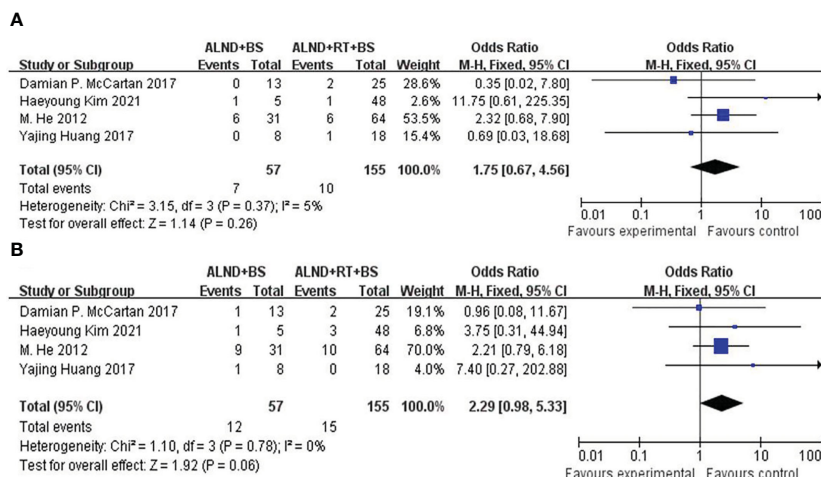 A
ALND+BS ALND+RT+BS Odds Ratio Odds Ratio
Study or Subgroup Events Total Events Total Weight M-H, Fixed, 95% CI M-H, Fixed, 95% CI
Damian P. McCartan 2017 0 13 2 25 28.6% 0.35 [0.02, 7.80]
Haeyoung Kim 2021 1 5 1 48 2.6% 11.75 [0.61, 225.35]
M. He 2012 6 31 6 64 53.5% 2.32 [0.68, 7.90]
Yajing Huang 2017 0 8 1 18 15.4% 0.69 [0.03, 18.68]
Total (95% CI) 57 155 100.0% 1.75 [0.67, 4.56]
Total events 7 10
Heterogeneity: Chi² = 3.15, df = 3 (P = 0.37); I² = 5%
Test for overall effect: Z = 1.14 (P = 0.26)
0.01 0.1 1 10 100
Favours experimental Favours control
B
ALND+BS ALND+RT+BS Odds Ratio Odds Ratio
Study or Subgroup Events Total Events Total Weight M-H, Fixed, 95% CI M-H, Fixed, 95% CI
Damian P. McCartan 2017 1 13 2 25 19.1% 0.96 [0.08, 11.67]
Haeyoung Kim 2021 1 5 3 48 6.8% 3.75 [0.31, 44.94]
M. He 2012 9 31 10 64 70.0% 2.21 [0.79, 6.18]
Yajing Huang 2017 1 8 0 18 4.0% 7.40 [0.27, 202.88]
Total (95% CI) 57 155 100.0% 2.29 [0.98, 5.33]
Total events 12 15
Heterogeneity: Chi² = 1.10, df = 3 (P = 0.78); I² = 0%
Test for overall effect: Z = 1.92 (P = 0.06)
0.01 0.1 1 10 100
Favours experimental Favours control